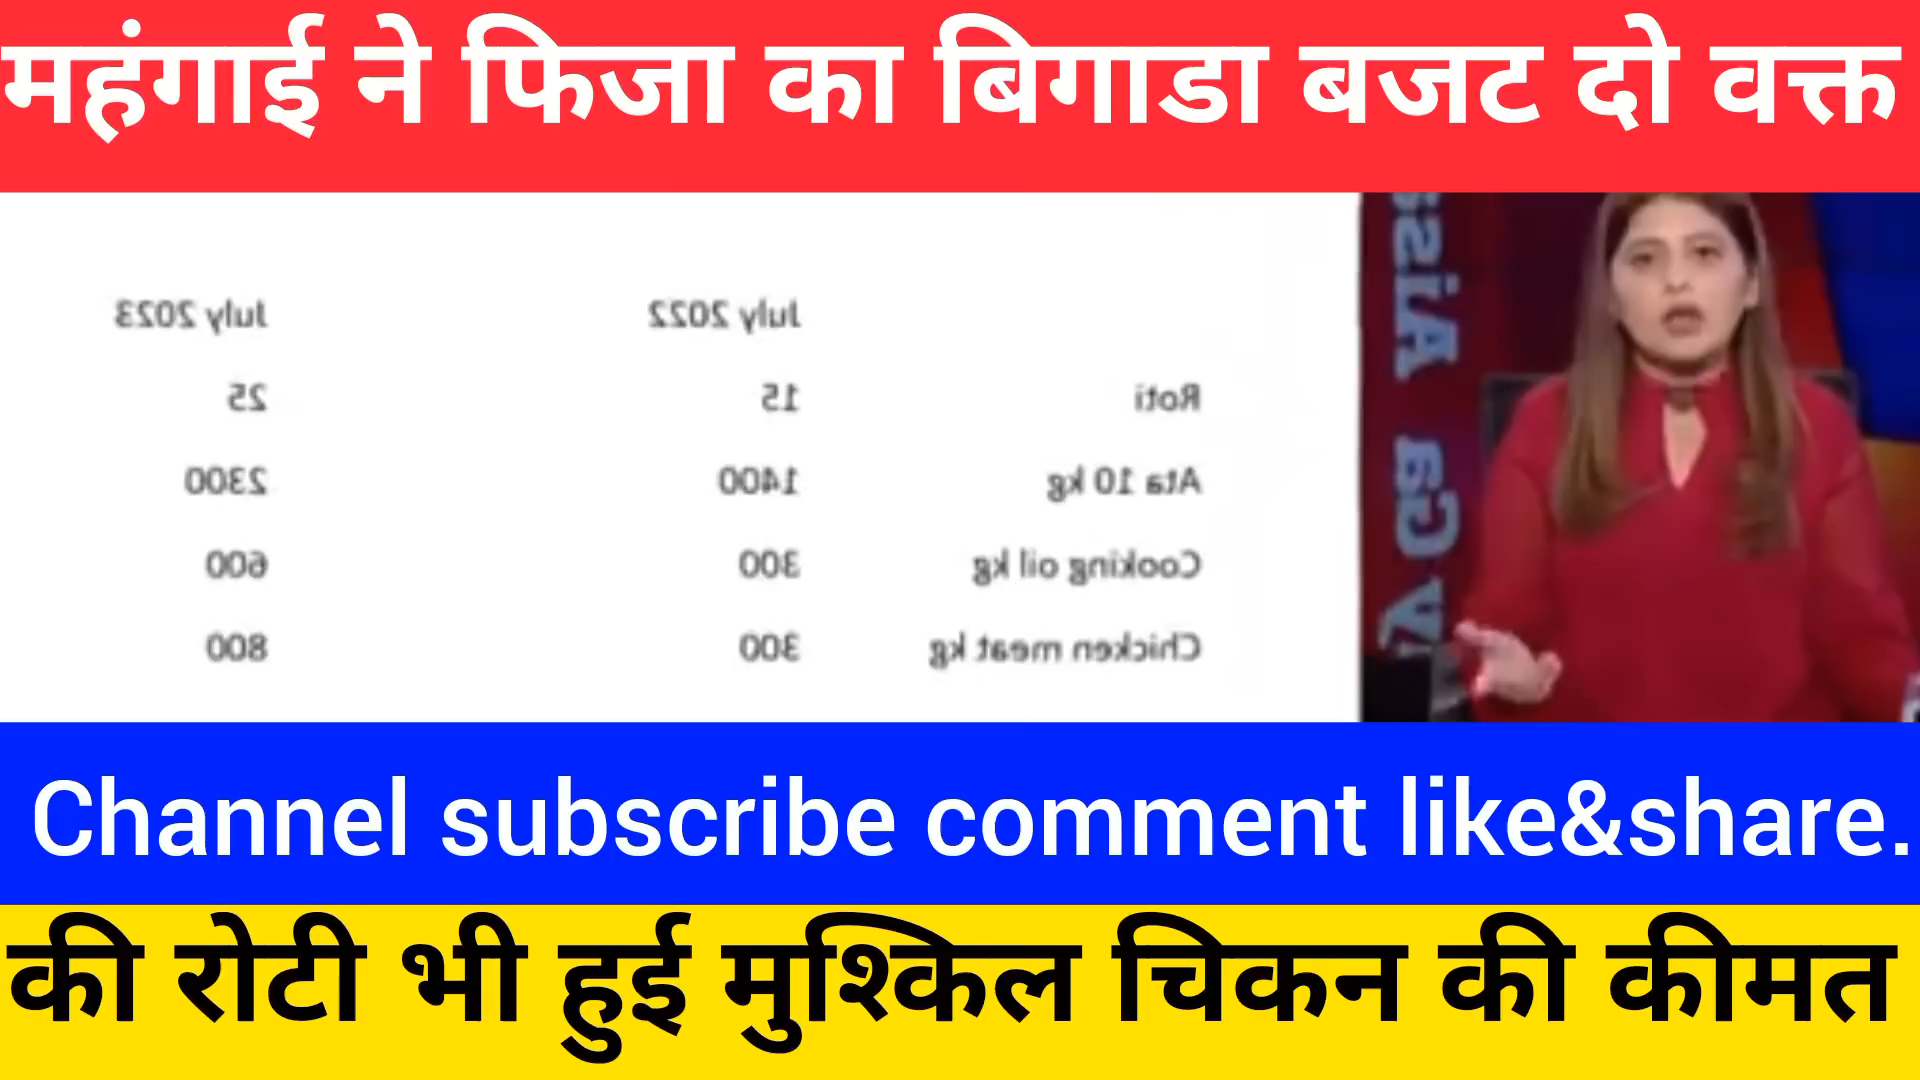 महंगाई ने फिजा का बिगाडा बजट दो वक्त
July 2022 July 2023
Roti 15 25
Ata 10 kg 1400 2300
Cooking oil kg 300 600
Chicken meat kg 300 800
Channel subscribe comment like&share.
की रोटी भी हुई मुश्किल चिकन की कीमत